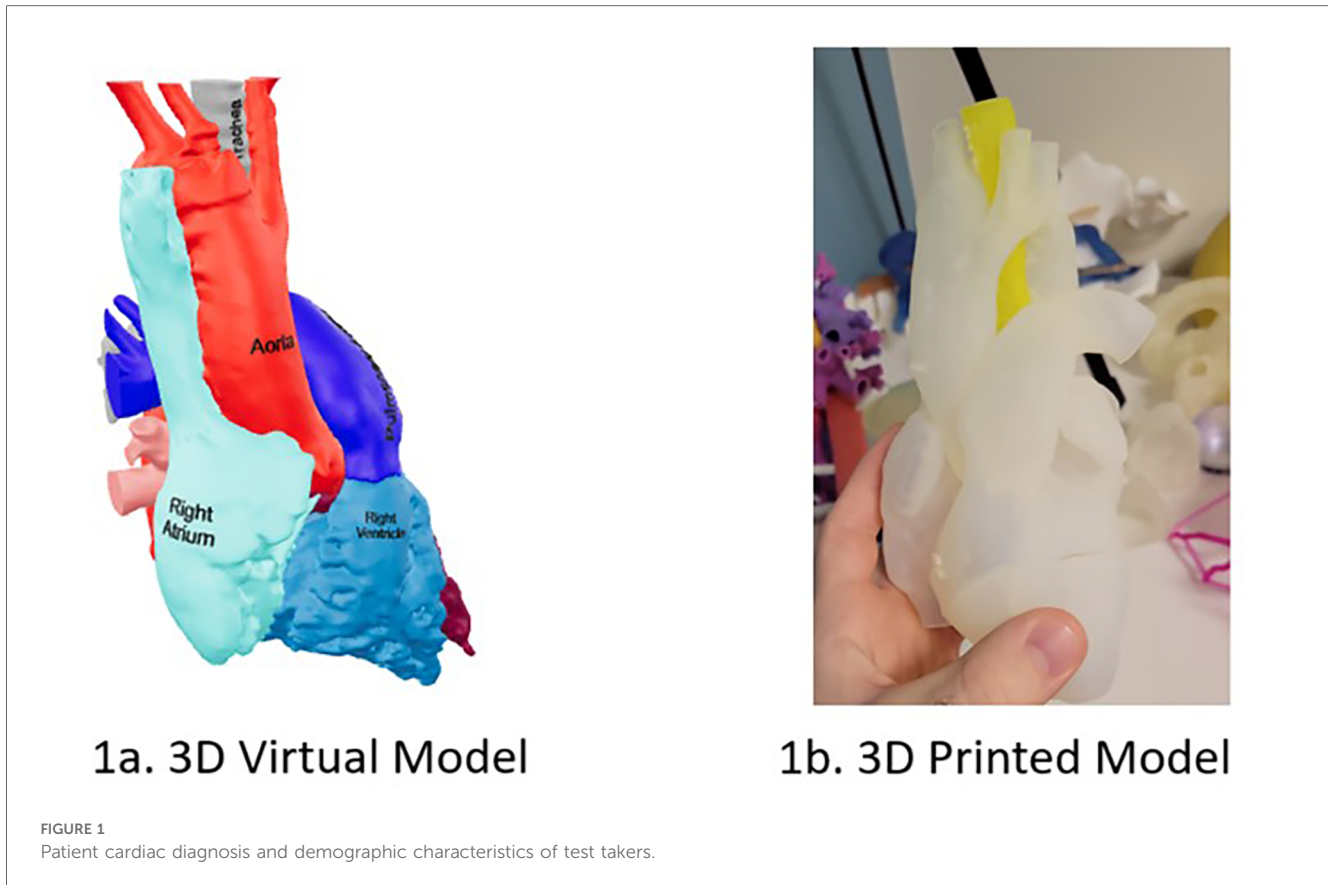 rachea
Aorta
Right
Atrium
Right
Ventricle
1a. 3D Virtual Model
1b. 3D Printed Model
FIGURE 1
Patient cardiac diagnosis and demographic characteristics of test takers.